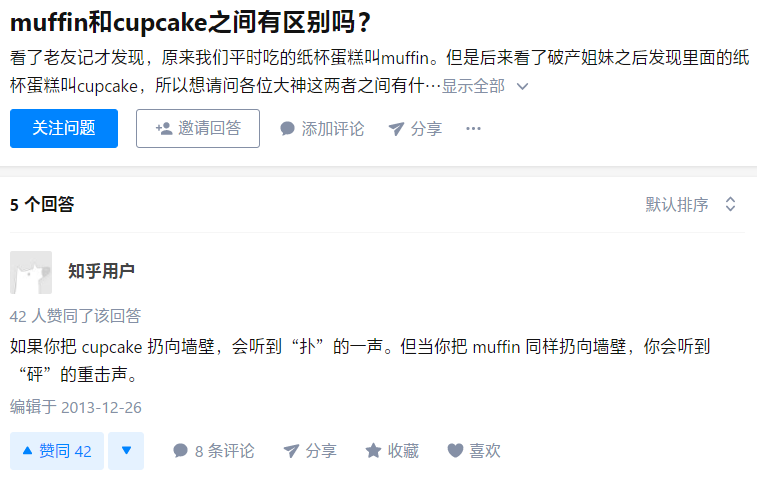 muffin和cupcake之间有区别吗？
看了老友记才发现，原来我们平时吃的纸杯蛋糕叫muffin。但是后来看了破产姐妹之后发现里面的纸
杯蛋糕叫cupcake，所以想请问各位大神这两者之间有什…显示全部
关注问题 邀请回答 添加评论 分享 ···
5 个回答 默认排序
知乎用户
42 人赞同了该回答
如果你把 cupcake 扔向墙壁，会听到“扑”的一声。但当你把 muffin 同样扔向墙壁，你会听到
“砰”的重击声。
编辑于 2013-12-26
赞同 42 8 条评论 分享 收藏 喜欢